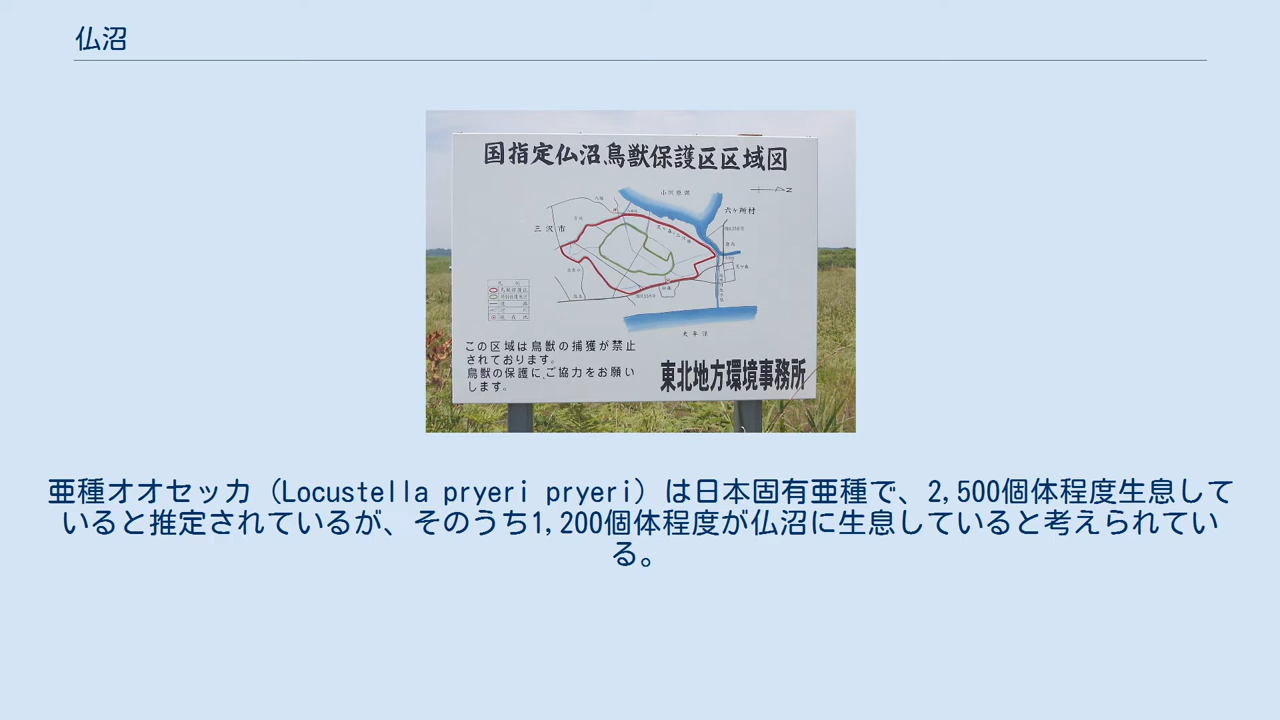 仏沼
国指定仏沼鳥獣保護区区域図
小川原湖
N
六ヶ所村
三沢市
太平洋
この区域は鳥獣の捕獲が禁止
されております。
鳥獣の保護に、ご協力をお願い
します。
東北地方環境事務所
亜種オオセッカ（Locustella pryeri pryeri）は日本固有亜種で、2,500個体程度生息して
いると推定されているが、そのうち1,200個体程度が仏沼に生息していると考えられてい
る。